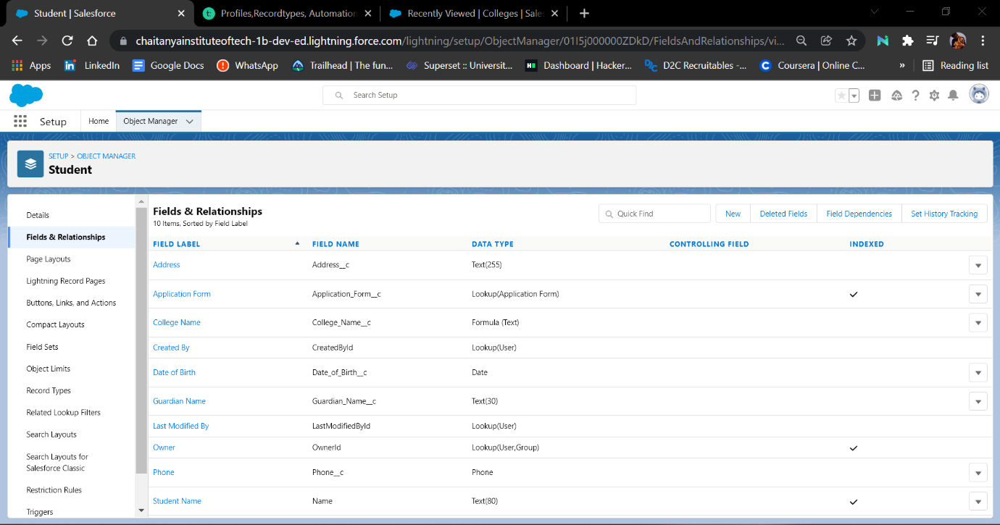 Student | Salesforce
Profiles,Recordtypes, Automation
Recently Viewed | Colleges | Sale
chaitanyainstituteoftech-1b-dev-ed.lightning.force.com/lightning/setup/ObjectManager/01I5j000000ZDkD/FieldsAndRelationships/vi...
Apps
LinkedIn
Google Docs
WhatsApp
Trailhead | The fun...
Superset :: Universit...
Dashboard | Hacker...
D2C Recruitables -...
Coursera | Online C...
»
Reading list
Search Setup
Setup
Home
Object Manager
SETUP > OBJECT MANAGER
Student
Details
Fields & Relationships
Page Layouts
Lightning Record Pages
Buttons, Links, and Actions
Compact Layouts
Field Sets
Object Limits
Record Types
Related Lookup Filters
Search Layouts
Search Layouts for
Salesforce Classic
Restriction Rules
Triggers
Fields & Relationships
10 Items, Sorted by Field Label
Quick Find
New
Deleted Fields
Field Dependencies
Set History Tracking
FIELD LABEL FIELD NAME DATA TYPE CONTROLLING FIELD INDEXED
Address Address__c Text(255)
Application Form Application_Form__c Lookup(Application Form)
College Name College_Name__c Formula (Text)
Created By CreatedById Lookup(User)
Date of Birth Date_of_Birth__c Date
Guardian Name Guardian_Name__c Text(30)
Last Modified By LastModifiedById Lookup(User)
Owner OwnerId Lookup(User,Group)
Phone Phone__c Phone
Student Name Name Text(80)